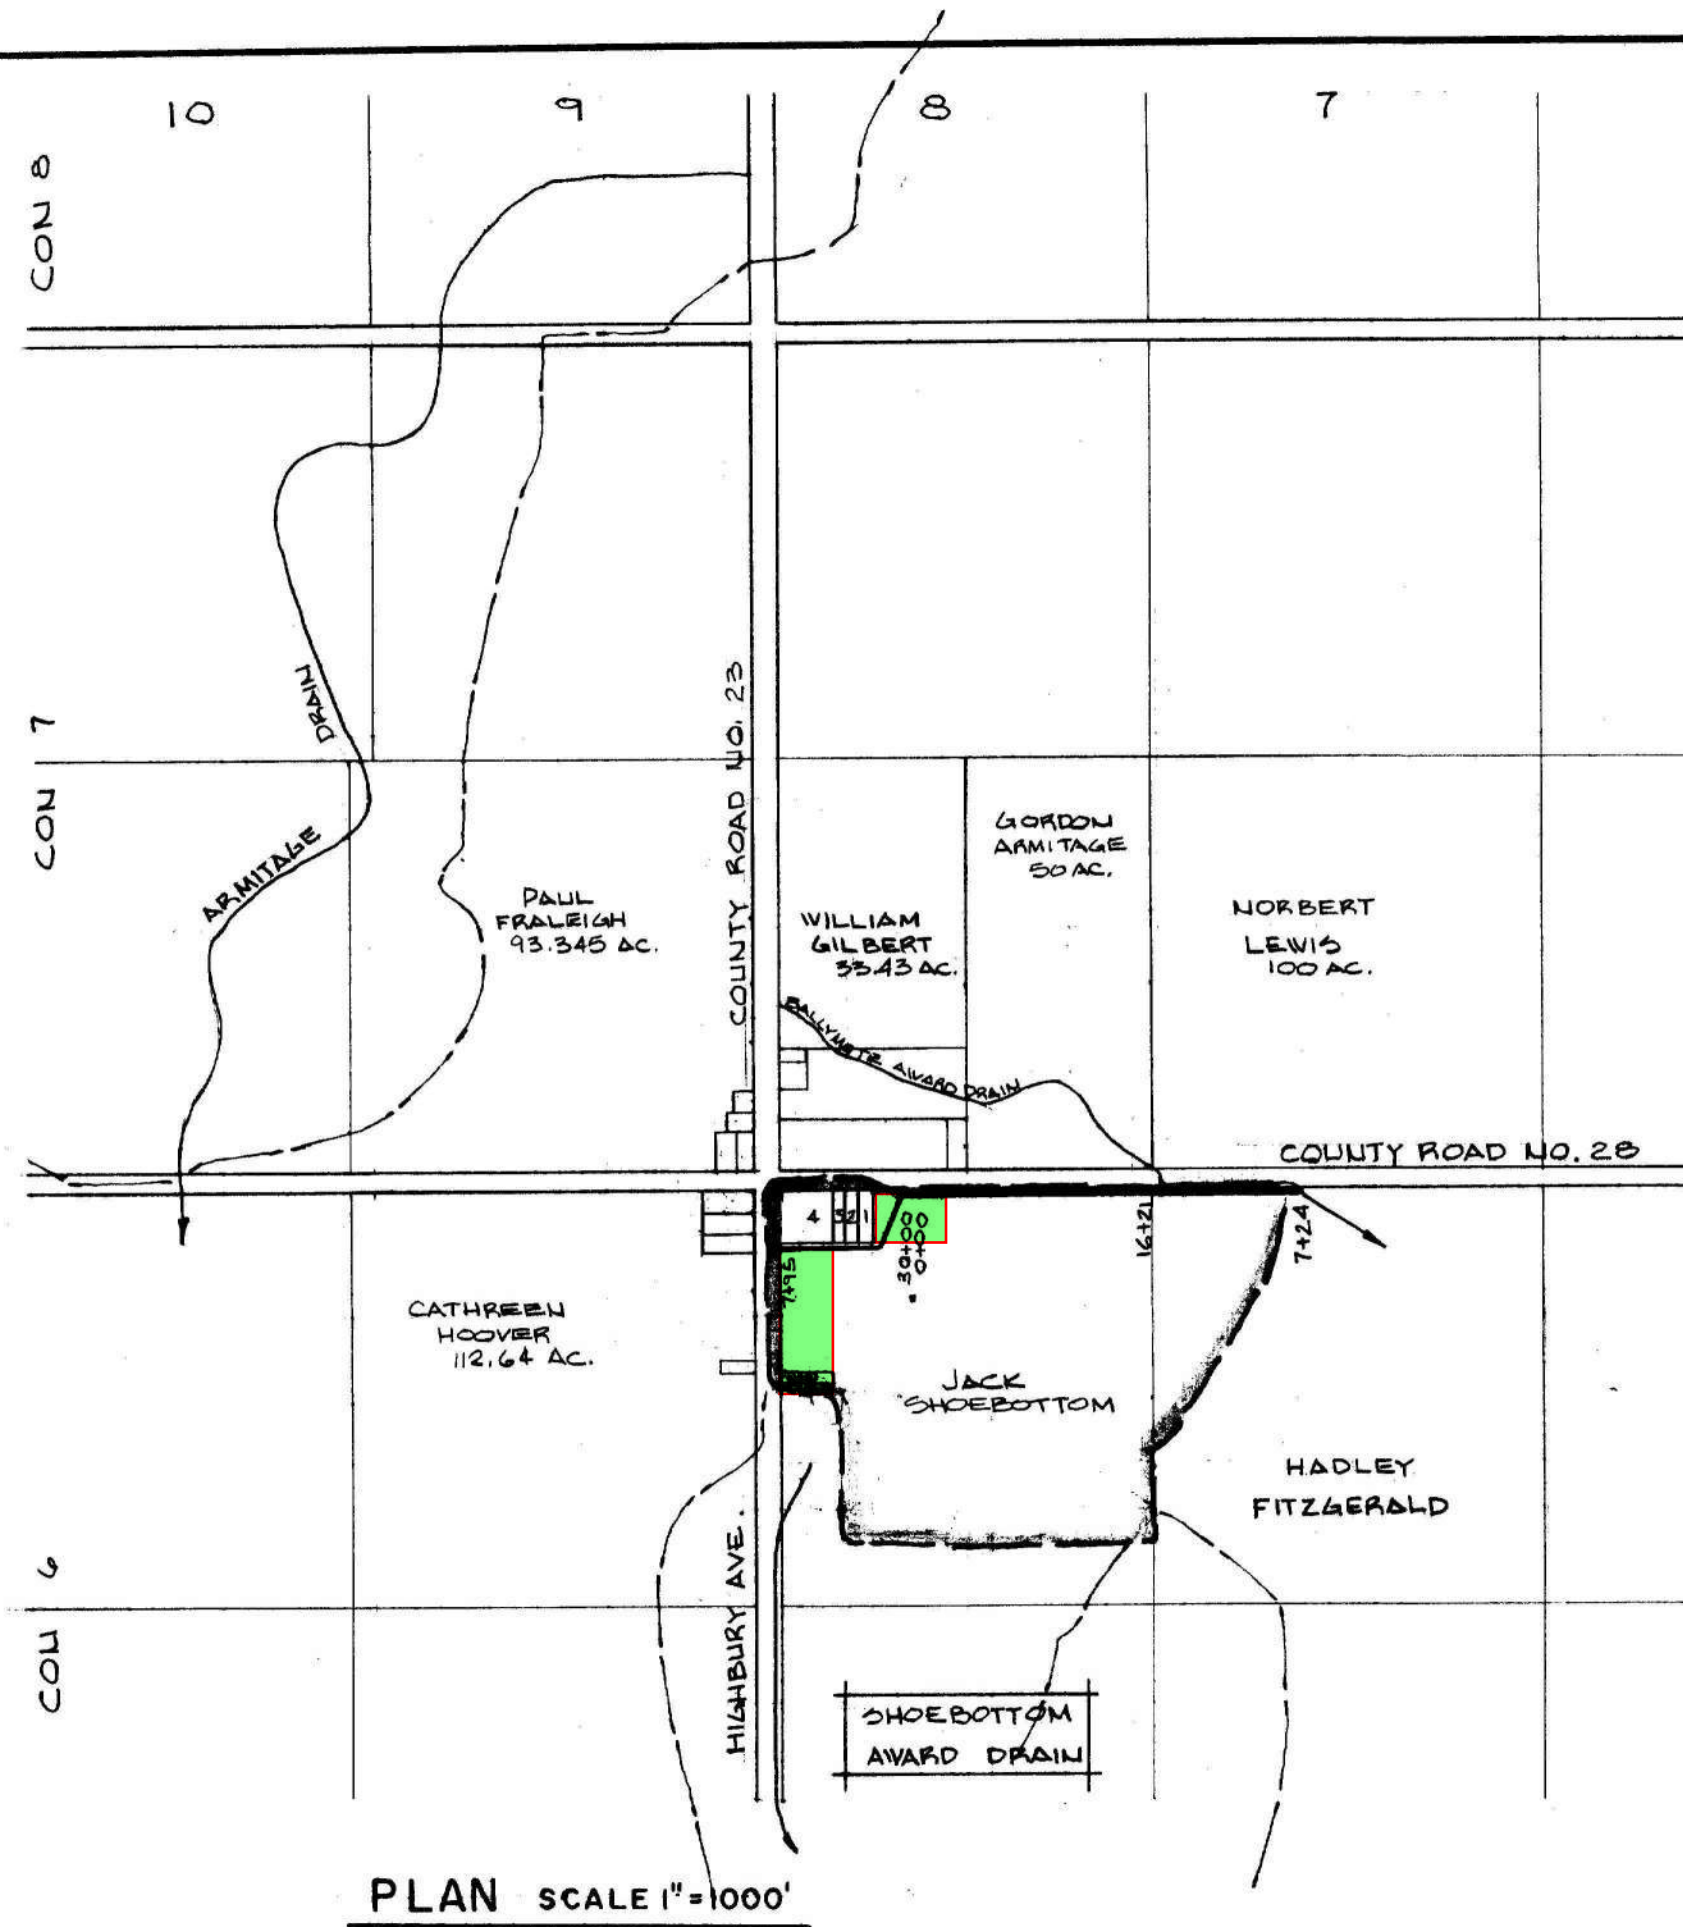 10
9
8
7
CON 8
CON 7
DRAIN
ARMITAGE
COUNTY ROAD NO. 23
PAUL
FRALEIGH
93.345 AC.
WILLIAM
GILBERT
33.43 AC.
GORDON
ARMITAGE
50 AC.
NORBERT
LEWIS
100 AC.
AWARD DRAIN
COUNTY ROAD NO. 28
4
3
2
1
30+00
0+00
16+21
7+24
7+95
CATHREEN
HOOVER
112.64 AC.
JACK
SHOEBOTTOM
HADLEY
FITZGERALD
CON 6
HIGHBURY AVE.
SHOEBOTTOM
AWARD DRAIN
PLAN SCALE 1"=1000'